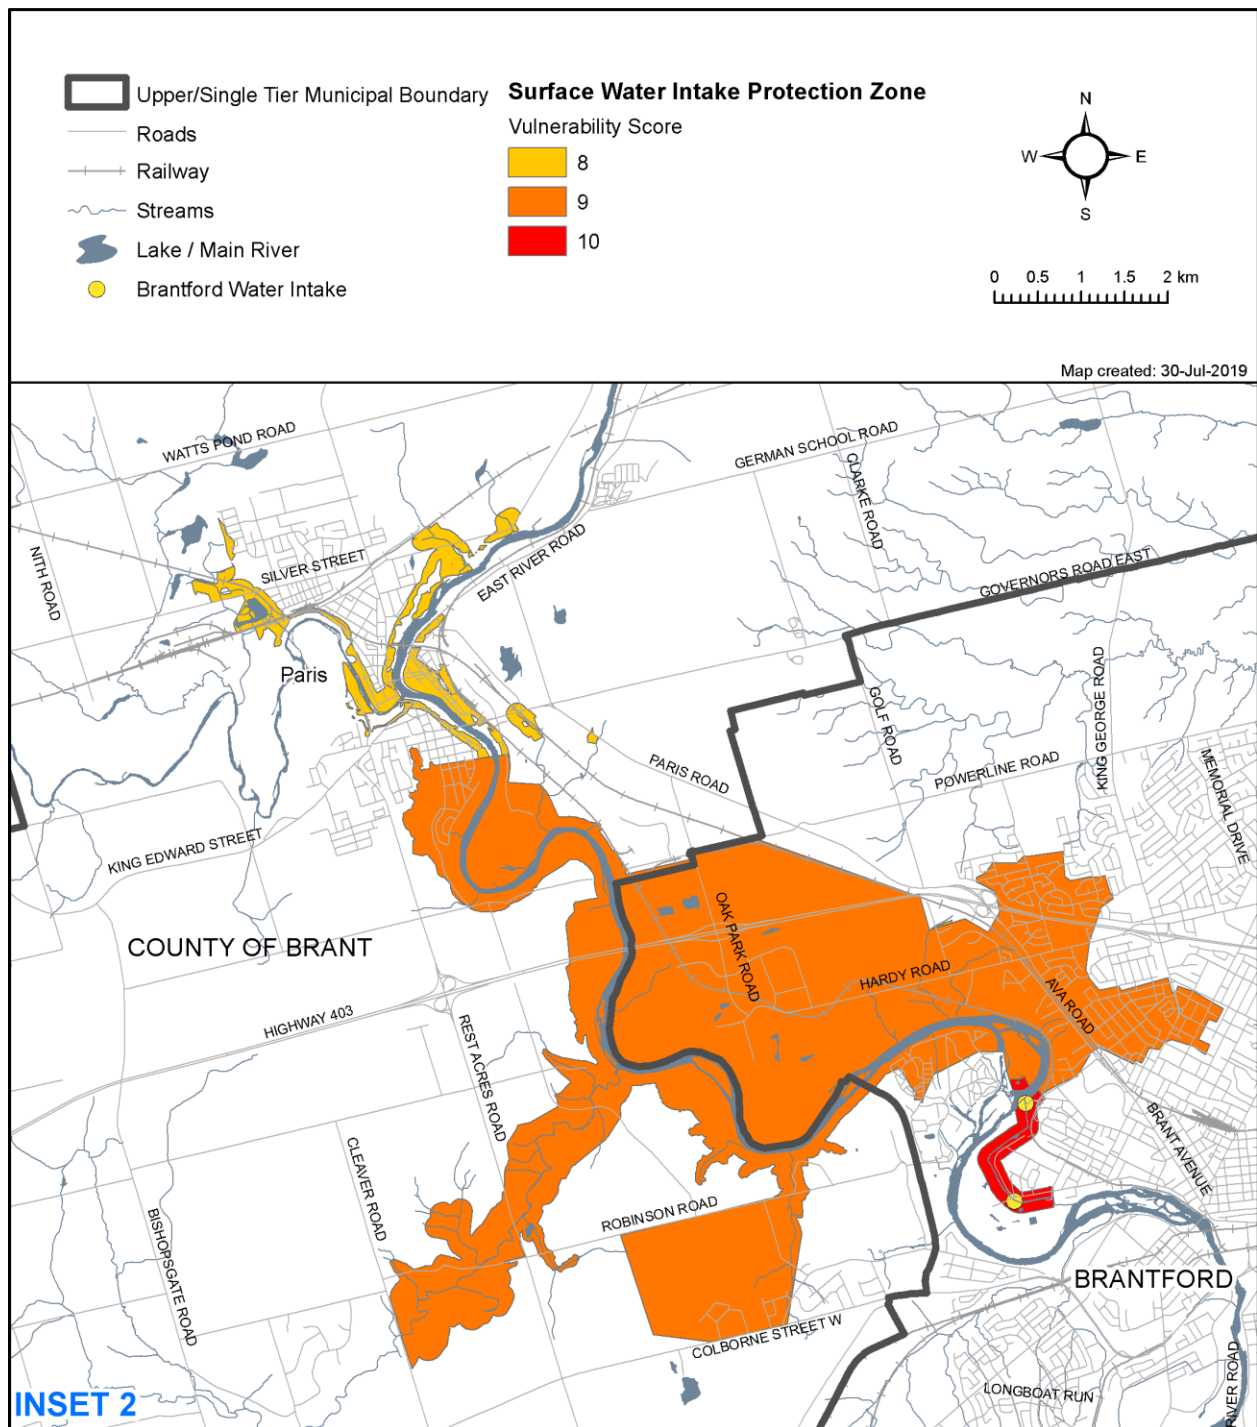 Upper/Single Tier Municipal Boundary
Roads
Railway
Streams
Lake / Main River
Brantford Water Intake
Surface Water Intake Protection Zone
Vulnerability Score
8
9
10
N
W
E
S
0 0.5 1 1.5 2 km
Map created: 30-Jul-2019
WATTS POND ROAD
GERMAN SCHOOL ROAD
CLARKE ROAD
NITH ROAD
SILVER STREET
EAST RIVER ROAD
GOVERNORS ROAD EAST
Paris
KING GEORGE ROAD
GOLF ROAD
PARIS ROAD
POWERLINE ROAD
MEMORIAL DRIVE
KING EDWARD STREET
OAK PARK ROAD
COUNTY OF BRANT
HARDY ROAD
AVA ROAD
HIGHWAY 403
REST ACRES ROAD
BRANT AVENUE
CLEAVER ROAD
ROBINSON ROAD
BISHOPSGATE ROAD
BRANTFORD
COLBORNE STREET W
LONGBOAT RUN
RIVER ROAD
INSET 2